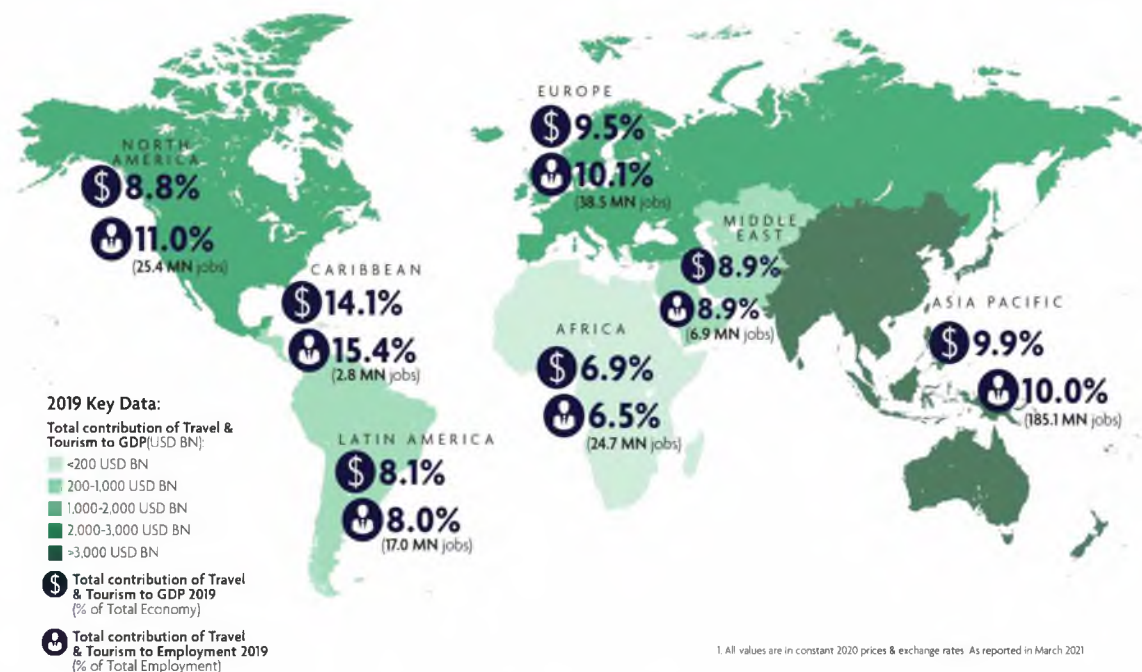 EUROPE
$ 9.5%
10.1%
(38.5 MN jobs)
NORTH
AMERICA
$ 8.8%
11.0%
(25.4 MN jobs)
MIDDLE
EAST
$ 8.9%
8.9%
(6.9 MN jobs)
CARIBBEAN
$ 14.1%
15.4%
(2.8 MN jobs)
AFRICA
$ 6.9%
6.5%
(24.7 MN jobs)
ASIA PACIFIC
$ 9.9%
10.0%
(185.1 MN jobs)
LATIN AMERICA
$ 8.1%
8.0%
(17.0 MN jobs)
2019 Key Data:
Total contribution of Travel &
Tourism to GDP(USD BN):
<200 USD BN
200-1,000 USD BN
1,000-2,000 USD BN
2,000-3,000 USD BN
>3,000 USD BN
$ Total contribution of Travel
& Tourism to GDP 2019
(% of Total Economy)
Total contribution of Travel
& Tourism to Employment 2019
(% of Total Employment)
1. All values are in constant 2020 prices & exchange rates As reported in March 2021